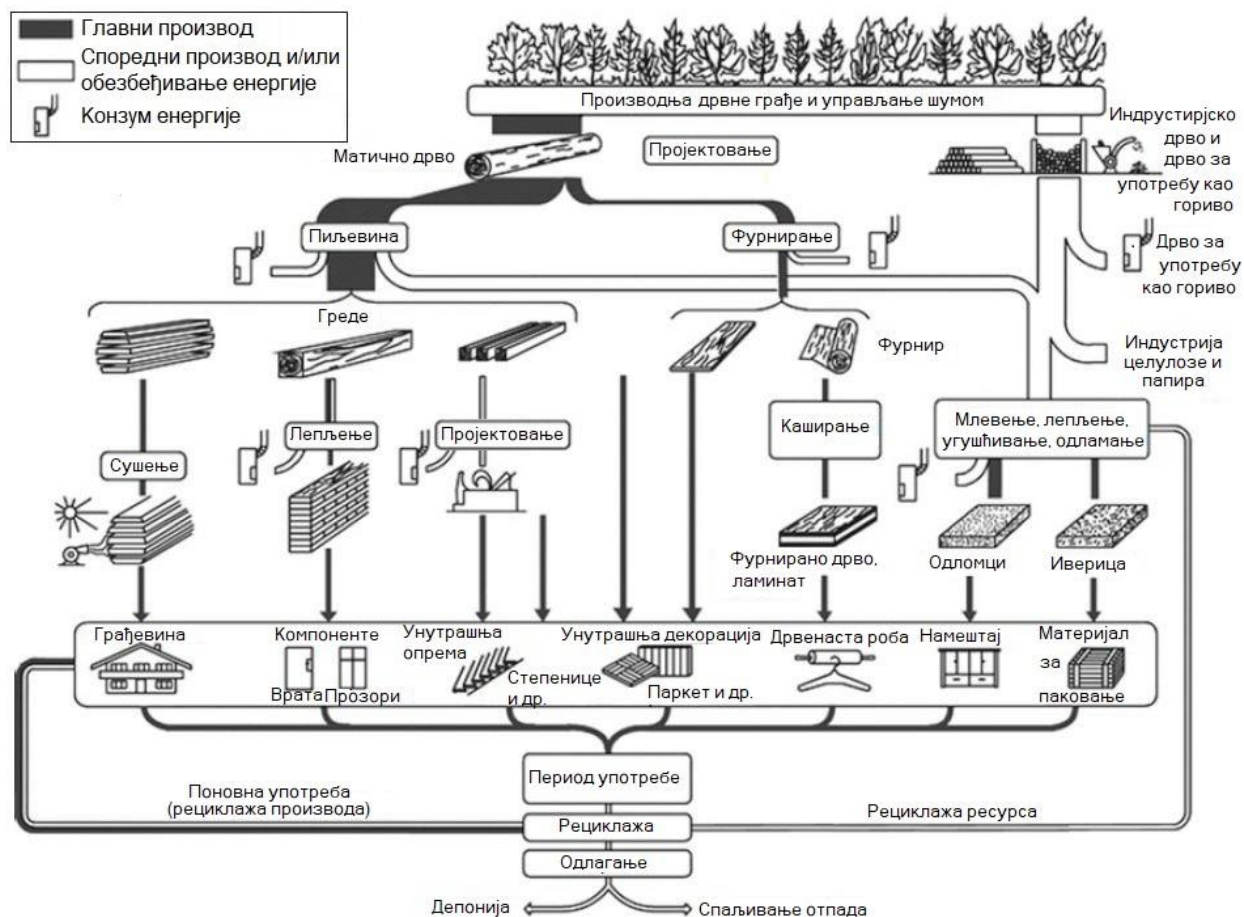 Главни производ
Споредни произвд и/или
обезбеђивање енергије
Конзум енергије
Производња дрвне грађе и управљање шумом
Матично дрво
Пројектовање
Индрустирјско
дрво и
дрво за
употребу као
гориво
Пиљевина
Фурнирање
Дрво за
употребу
као гориво
Греде
Фурнир
Индустрија
целулозе и
папира
Сушење
Лепљење
Пројектовање
Каширање
Млевење, лепљење,
угушћивање, одламање
Фурнирано дрво,
ламинат
Одломци
Иверица
Грађевина
Компоненте
Врата
Прозори
Унутрашња
опрема
Степенице
и др.
Унутрашња декорација
Паркет и др.
Дрвенаста роба
Намештај
Материјал
за
паковање
Период употребе
Поновна употреба
(рециклажа производа)
Рециклажа
Рециклажа ресурса
Одлагање
Депонија
Спаљивање отпада